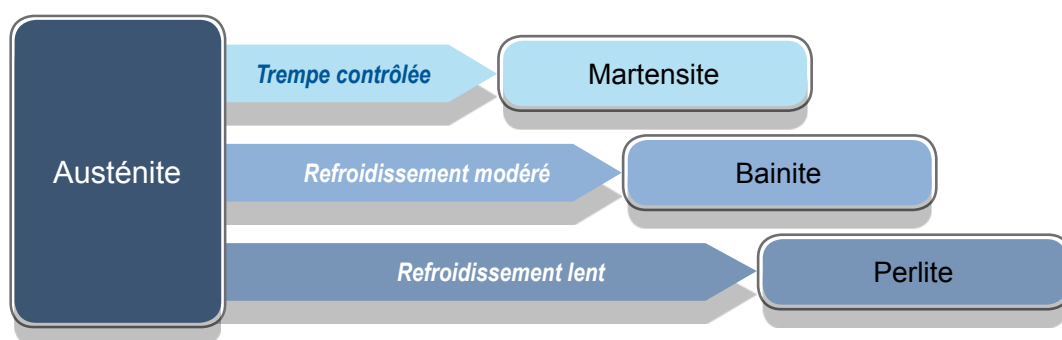 Austénite
Trempe contrôlée
Martensite
Refroidissement modéré
Bainite
Refroidissement lent
Perlite